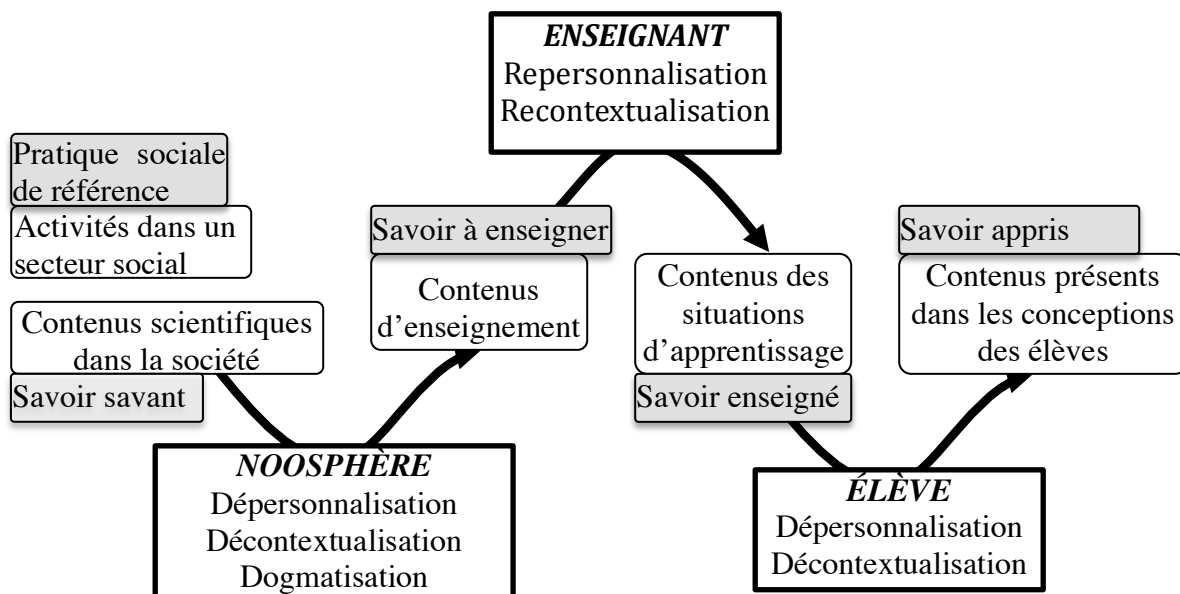 ENSEIGNANT
Repersonnalisation
Recontextualisation
Pratique sociale
de référence
Activités dans un
secteur social
Contenus scientifiques
dans la société
Savoir savant
NOOSPHÈRE
Dépersonnalisation
Décontextualisation
Dogmatisation
Savoir à enseigner
Contenus
d’enseignement
Contenus des
situations
d’apprentissage
Savoir enseigné
ÉLÈVE
Dépersonnalisation
Décontextualisation
Savoir appris
Contenus présents
dans les conceptions
des élèves